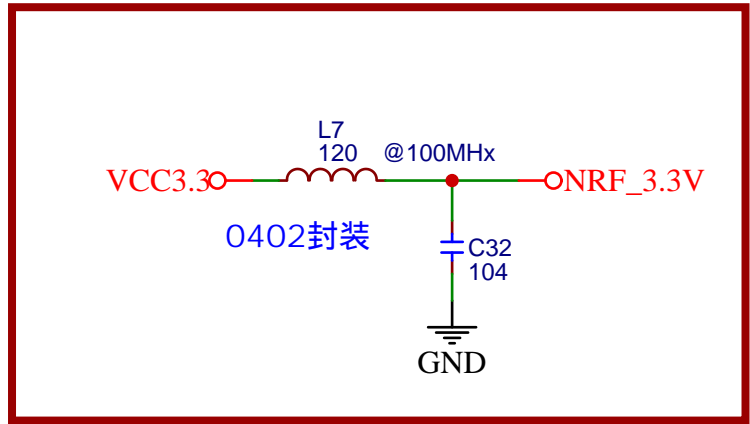 L7
120 @100MHx
VCC3.3
NRF_3.3V
0402封装
C32
104
GND